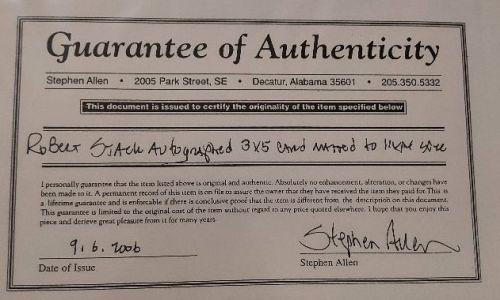 Guarantee of Authenticity
Stephen Allen • 2005 Park Street, SE • Decatur, Alabama 35601 • 205.350.5332
This document is issued to certify the originality of the item specified below
Robert Stack Autographed 3x5 card matted to
I personally guarantee that the item listed above is original and authentic. Absolutely no enhancement, alteration, or changes have
been made to it. A permanent record of this item is on file to assure the owner that they have received the item they paid for. This is
a lifetime guarantee and is enforceable if there is conclusive proof that the item is different from the description on this document.
This guarantee is limited to the original cost of the item without regard to any price quoted elsewhere. I hope that you enjoy this
piece and derieve great pleasure from it for many years.
9. 6. 2006
Stephen Allen
Date of Issue
Stephen Allen